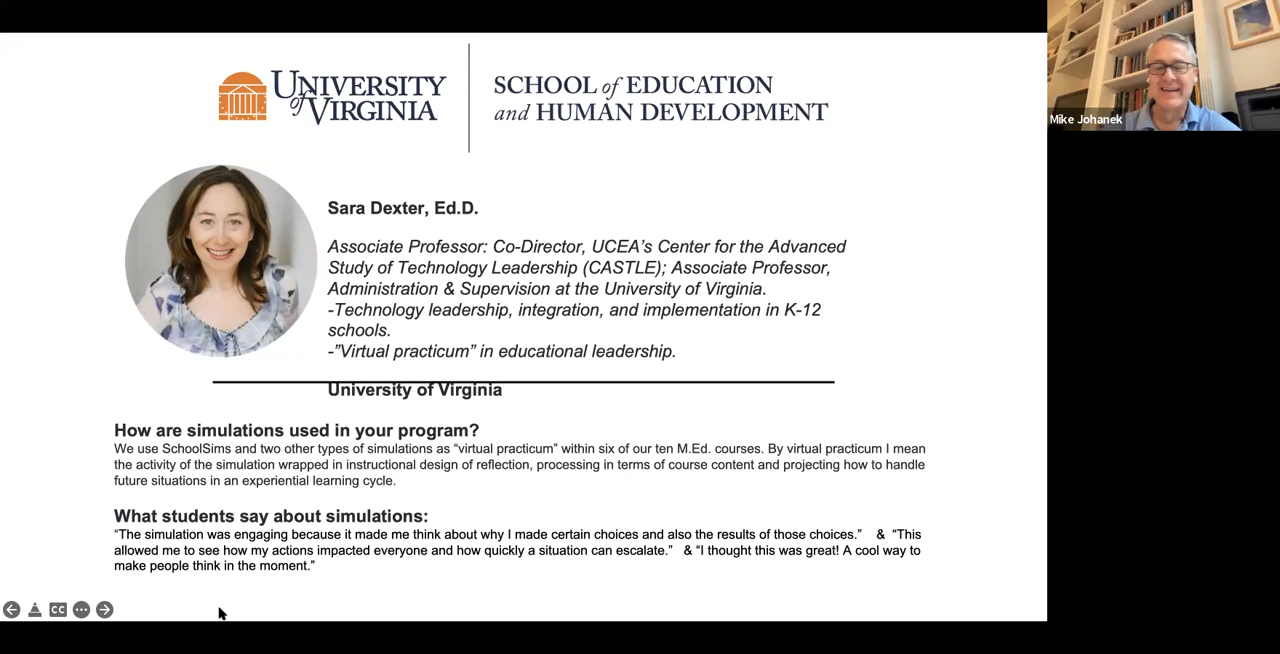 UNIVERSITY
of VIRGINIA
SCHOOL of EDUCATION
and HUMAN DEVELOPMENT
Mike Johanek
Sara Dexter, Ed.D.
Associate Professor: Co-Director, UCEA’s Center for the Advanced
Study of Technology Leadership (CASTLE); Associate Professor,
Administration & Supervision at the University of Virginia.
-Technology leadership, integration, and implementation in K-12
schools.
-”Virtual practicum” in educational leadership.
University of Virginia
How are simulations used in your program?
We use SchoolSims and two other types of simulations as “virtual practicum” within six of our ten M.Ed. courses. By virtual practicum I mean
the activity of the simulation wrapped in instructional design of reflection, processing in terms of course content and projecting how to handle
future situations in an experiential learning cycle.
What students say about simulations:
“The simulation was engaging because it made me think about why I made certain choices and also the results of those choices.” & “This
allowed me to see how my actions impacted everyone and how quickly a situation can escalate.” & “I thought this was great! A cool way to
make people think in the moment.”
CC